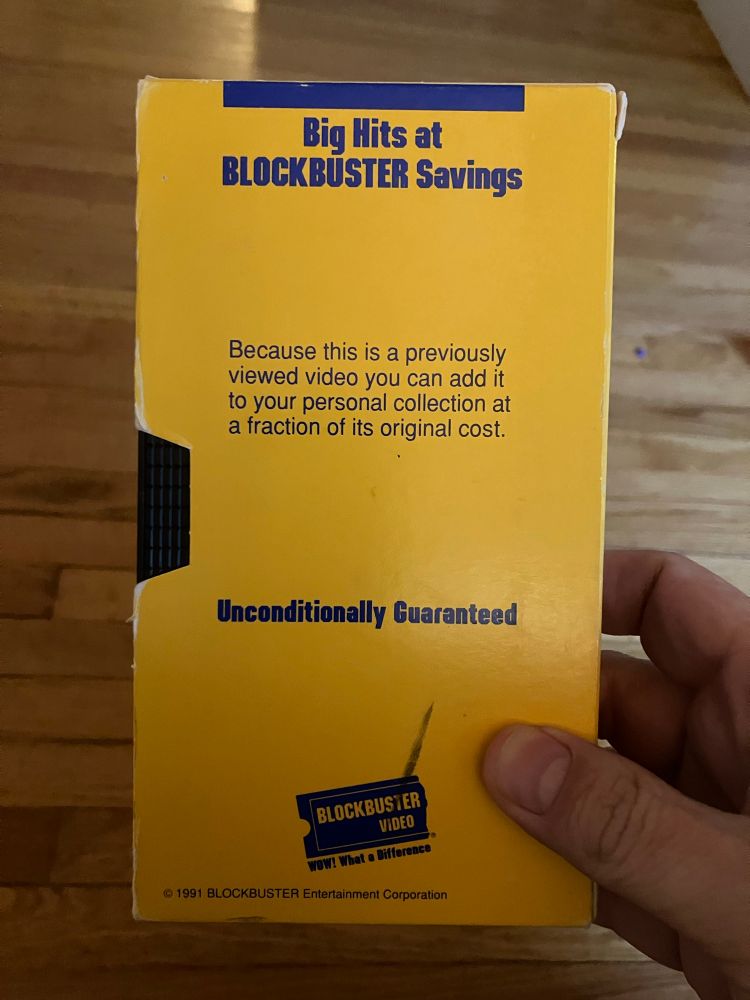 Big Hits at
BLOCKBUSTER Savings
Because this is a previously
viewed video you can add it
to your personal collection at
a fraction of its original cost.
Unconditionally Guaranteed
BLOCKBUSTER
VIDEO®
WOW! What a Difference
© 1991 BLOCKBUSTER Entertainment Corporation